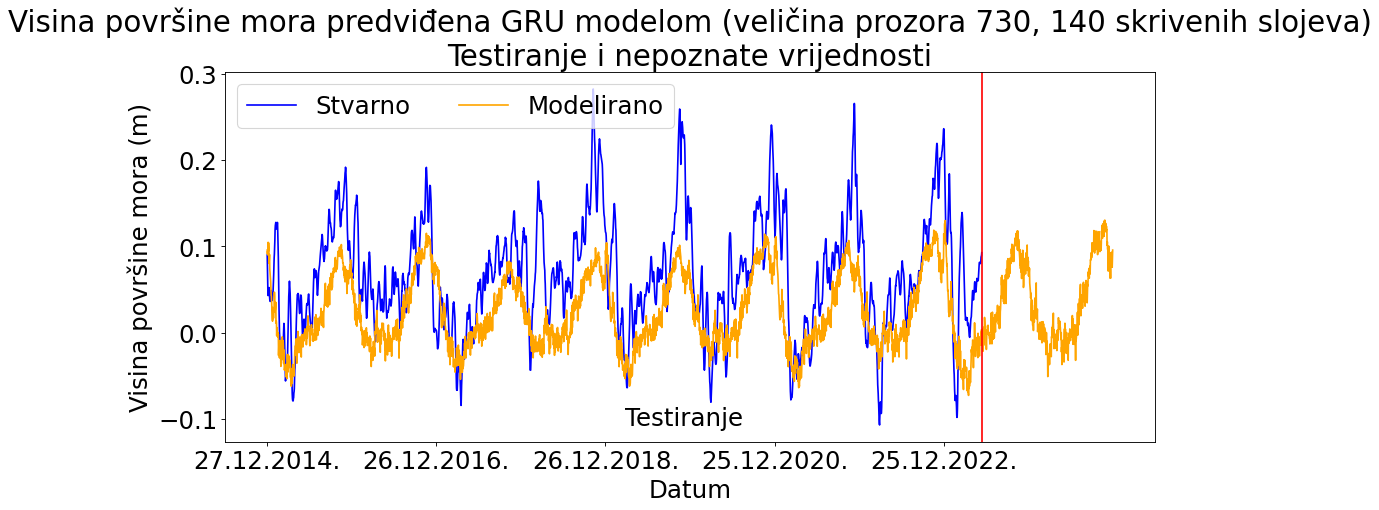 Visina površine mora predviđena GRU modelom (veličina prozora 730, 140 skrivenih slojeva)
Testiranje i nepoznate vrijednosti
Stvarno Modelirano
Visina površine mora (m)
0.3
0.2
0.1
0.0
−0.1
Testiranje
27.12.2014. 26.12.2016. 26.12.2018. 25.12.2020. 25.12.2022.
Datum